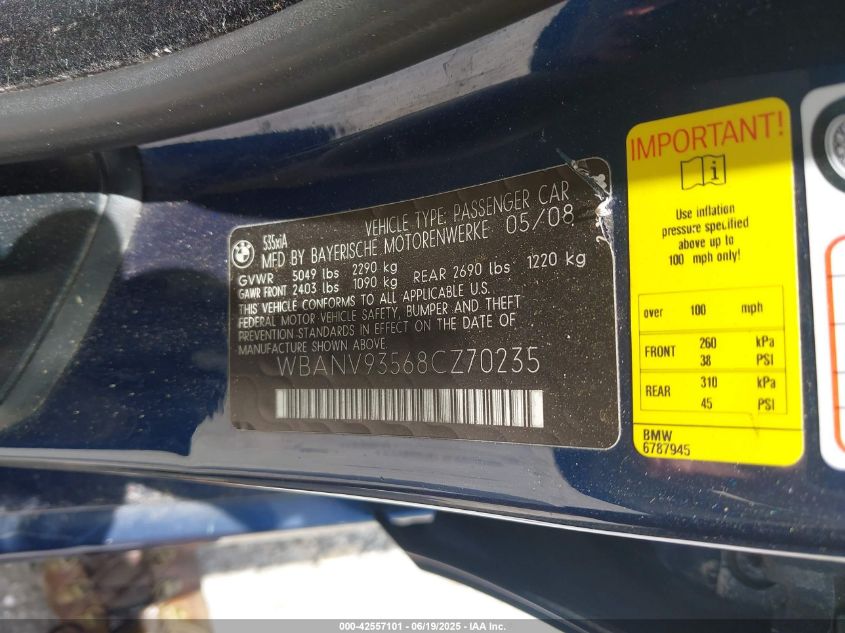 BMW
535xiA
VEHICLE TYPE: PASSENGER CAR
MFD BY BAYERISCHE MOTORENWERKE 05/08
GVWR 5049 lbs 2290 kg
GAWR FRONT 2403 lbs 1090 kg REAR 2690 lbs 1220 kg
THIS VEHICLE CONFORMS TO ALL APPLICABLE U.S.
FEDERAL MOTOR VEHICLE SAFETY, BUMPER AND THEFT
PREVENTION STANDARDS IN EFFECT ON THE DATE OF
MANUFACTURE SHOWN ABOVE.
WBANV93568CZ70235
IMPORTANT!
Use inflation
pressure specified
above up to
100 mph only!
over 100 mph
FRONT 260 kPa
38 PSI
REAR 310 kPa
45 PSI
BMW
6787945
000-42557101 - 06/19/2025 - IAA Inc.